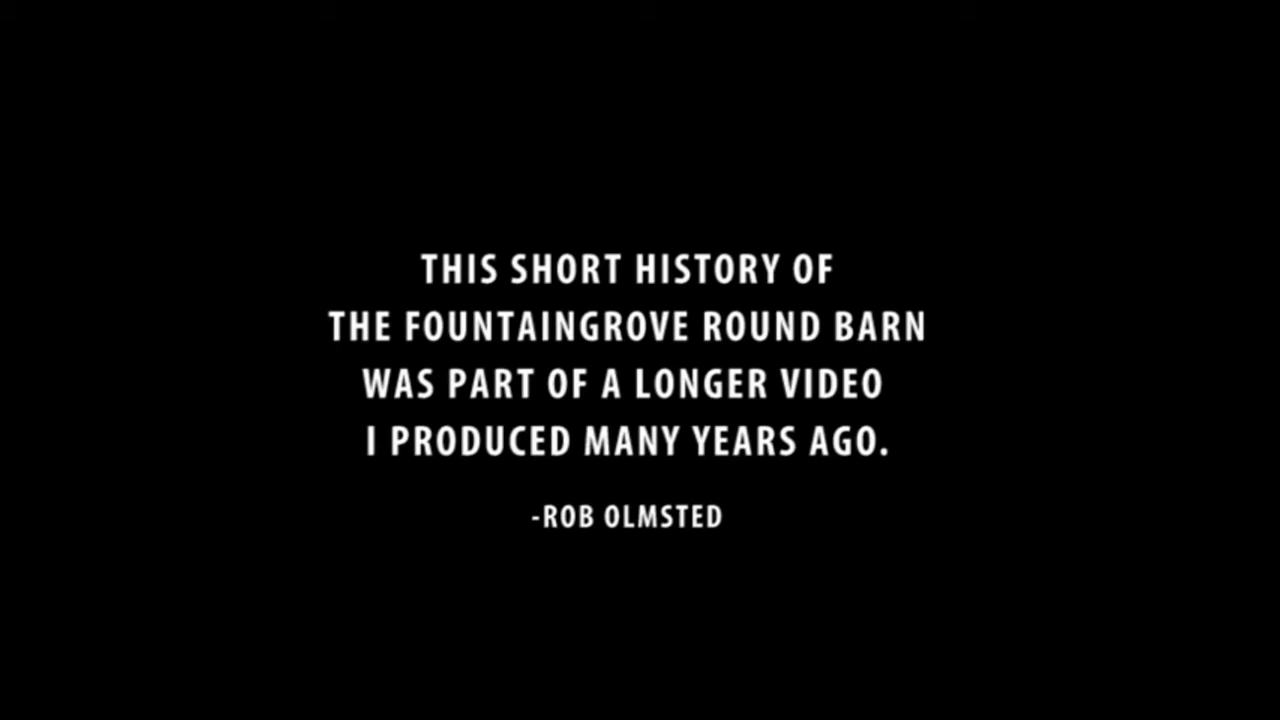 THIS SHORT HISTORY OF
THE FOUNTAINGROVE ROUND BARN
WAS PART OF A LONGER VIDEO
I PRODUCED MANY YEARS AGO.
-ROB OLMSTED